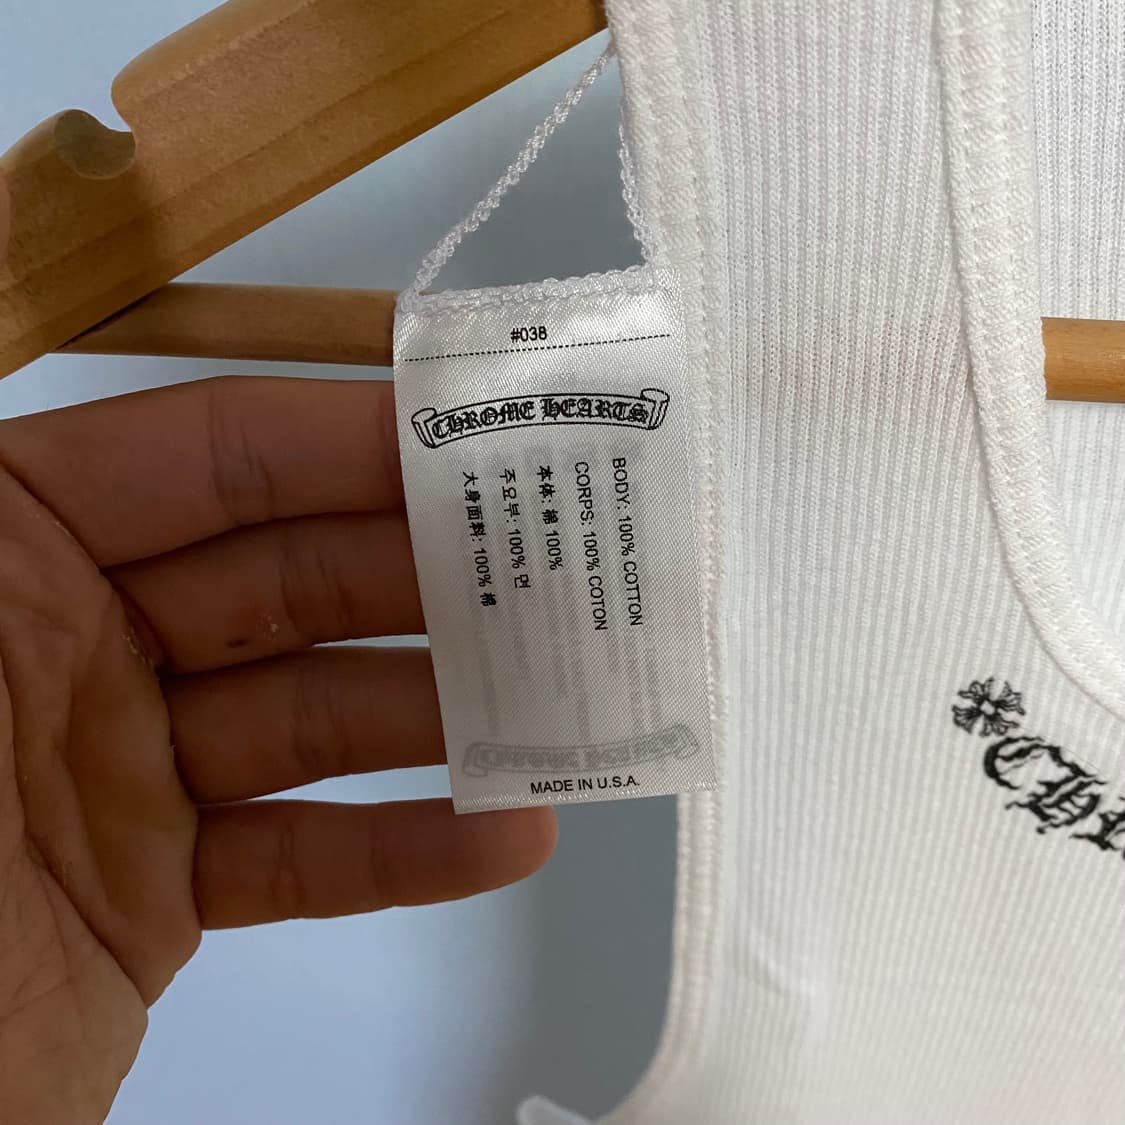 #038
CHROME HEARTS
BODY: 100% COTTON
CORPS: 100% COTON
本体: 棉 100%
주요부: 100% 면
大身面料: 100% 棉
MADE IN U.S.A.